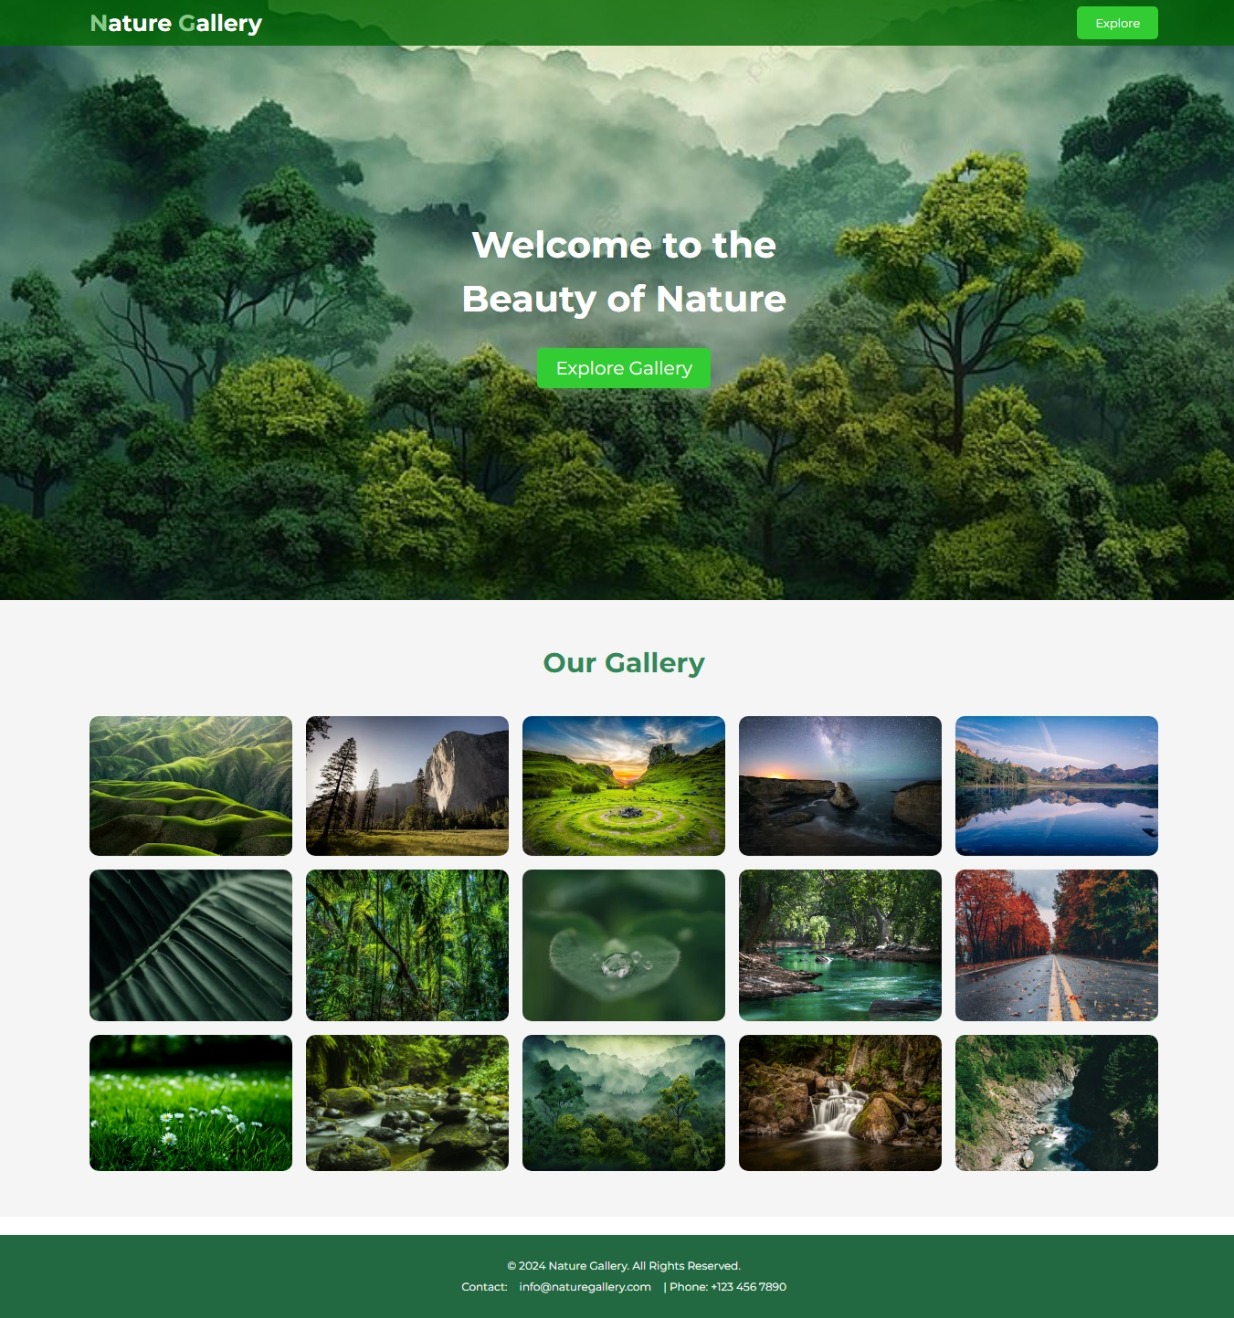 Nature Gallery
Explore
Welcome to the
Beauty of Nature
Explore Gallery
Our Gallery
© 2024 Nature Gallery. All Rights Reserved.
Contact: info@naturegallery.com | Phone: +123 456 7890